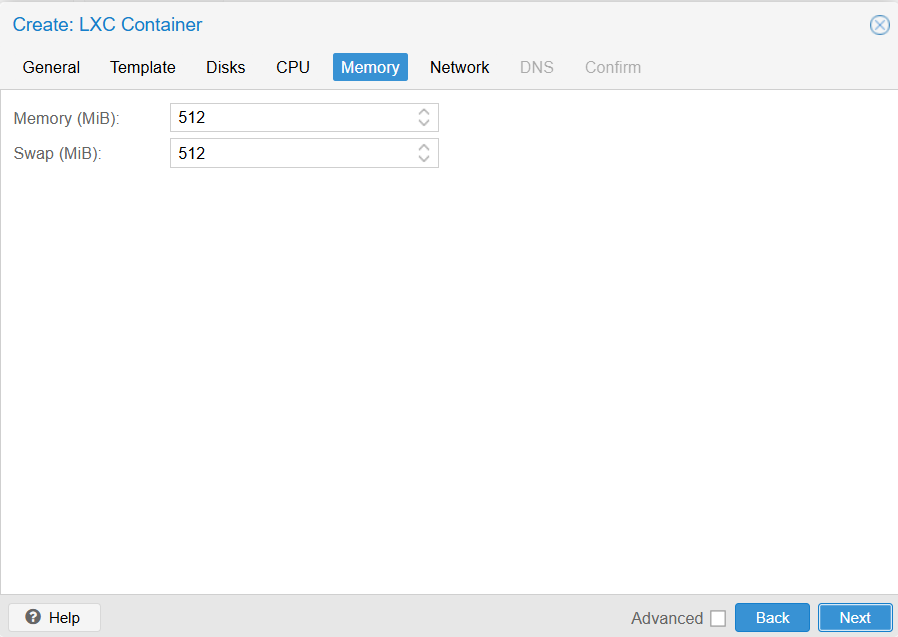 Create: LXC Container
General Template Disks CPU Memory Network DNS Confirm
Memory (MiB): 512
Swap (MiB): 512
Help Advanced Back Next